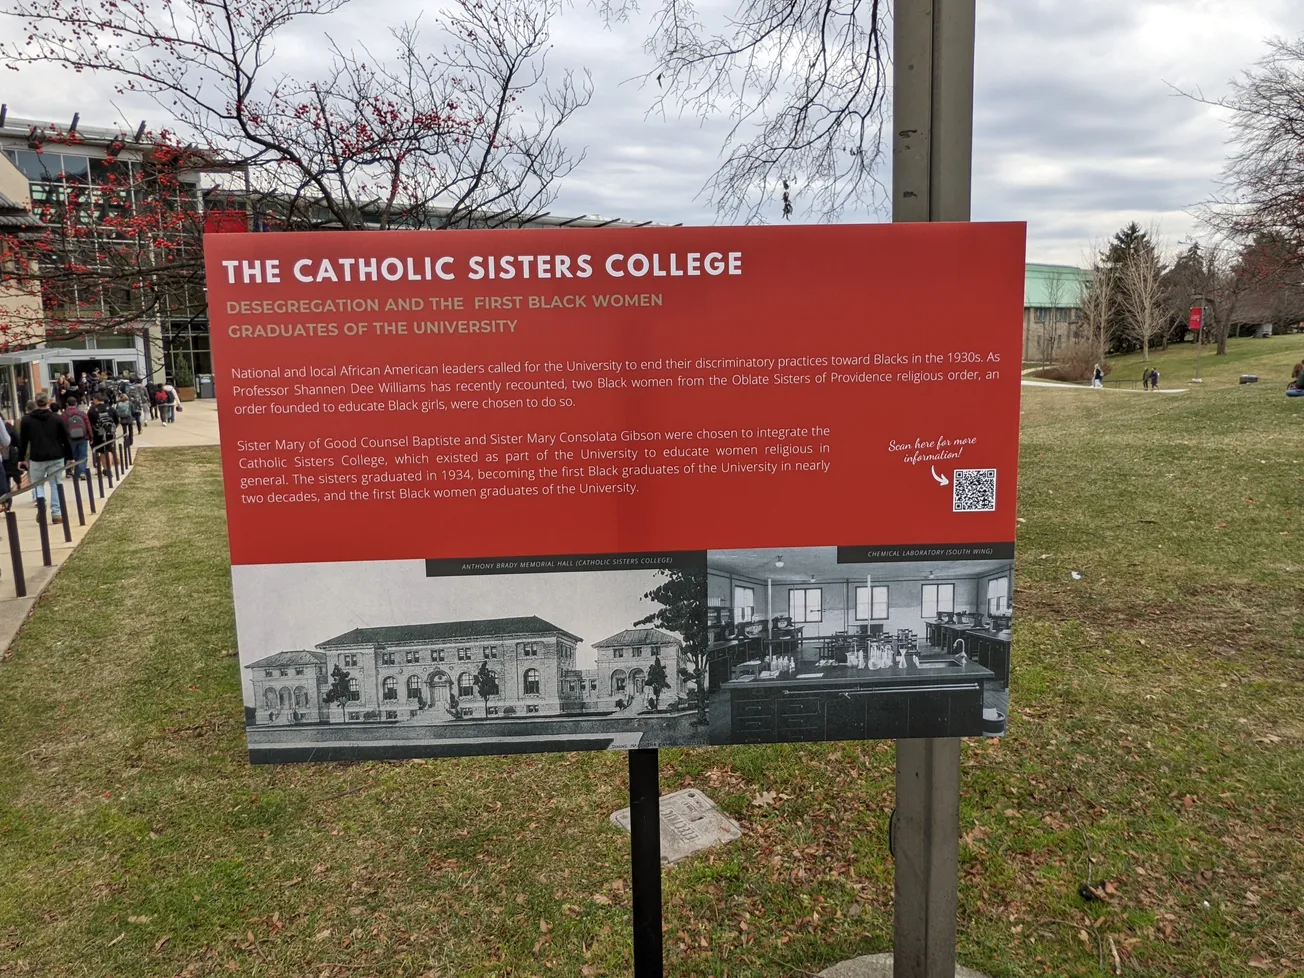 THE CATHOLIC SISTERS COLLEGE
DESEGREGATION AND THE FIRST BLACK WOMEN
GRADUATES OF THE UNIVERSITY
National and local African American leaders called for the University to end their discriminatory practices toward Blacks in the 1930s. As
Professor Shannen Dee Williams has recently recounted, two Black women from the Oblate Sisters of Providence religious order, an
order founded to educate Black girls, were chosen to do so.
Sister Mary of Good Counsel Baptiste and Sister Mary Consolata Gibson were chosen to integrate the
Catholic Sisters College, which existed as part of the University to educate women religious in
general. The sisters graduated in 1934, becoming the first Black graduates of the University in nearly
two decades, and the first Black women graduates of the University.
Scan here for more
information!
ANTHONY BRADY MEMORIAL HALL (CATHOLIC SISTERS COLLEGE)
CHEMICAL LABORATORY (SOUTH WING)